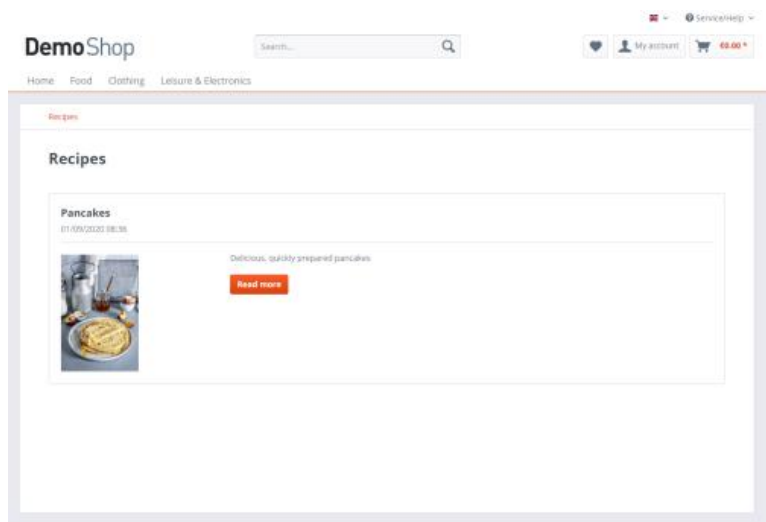 Service/Help
DemoShop
Search...
My account
€0.00 *
Home Food Clothing Leisure & Electronics
Recipes
Recipes
Pancakes
01/09/2020 08:36
Delicious, quickly prepared pancakes
Read more